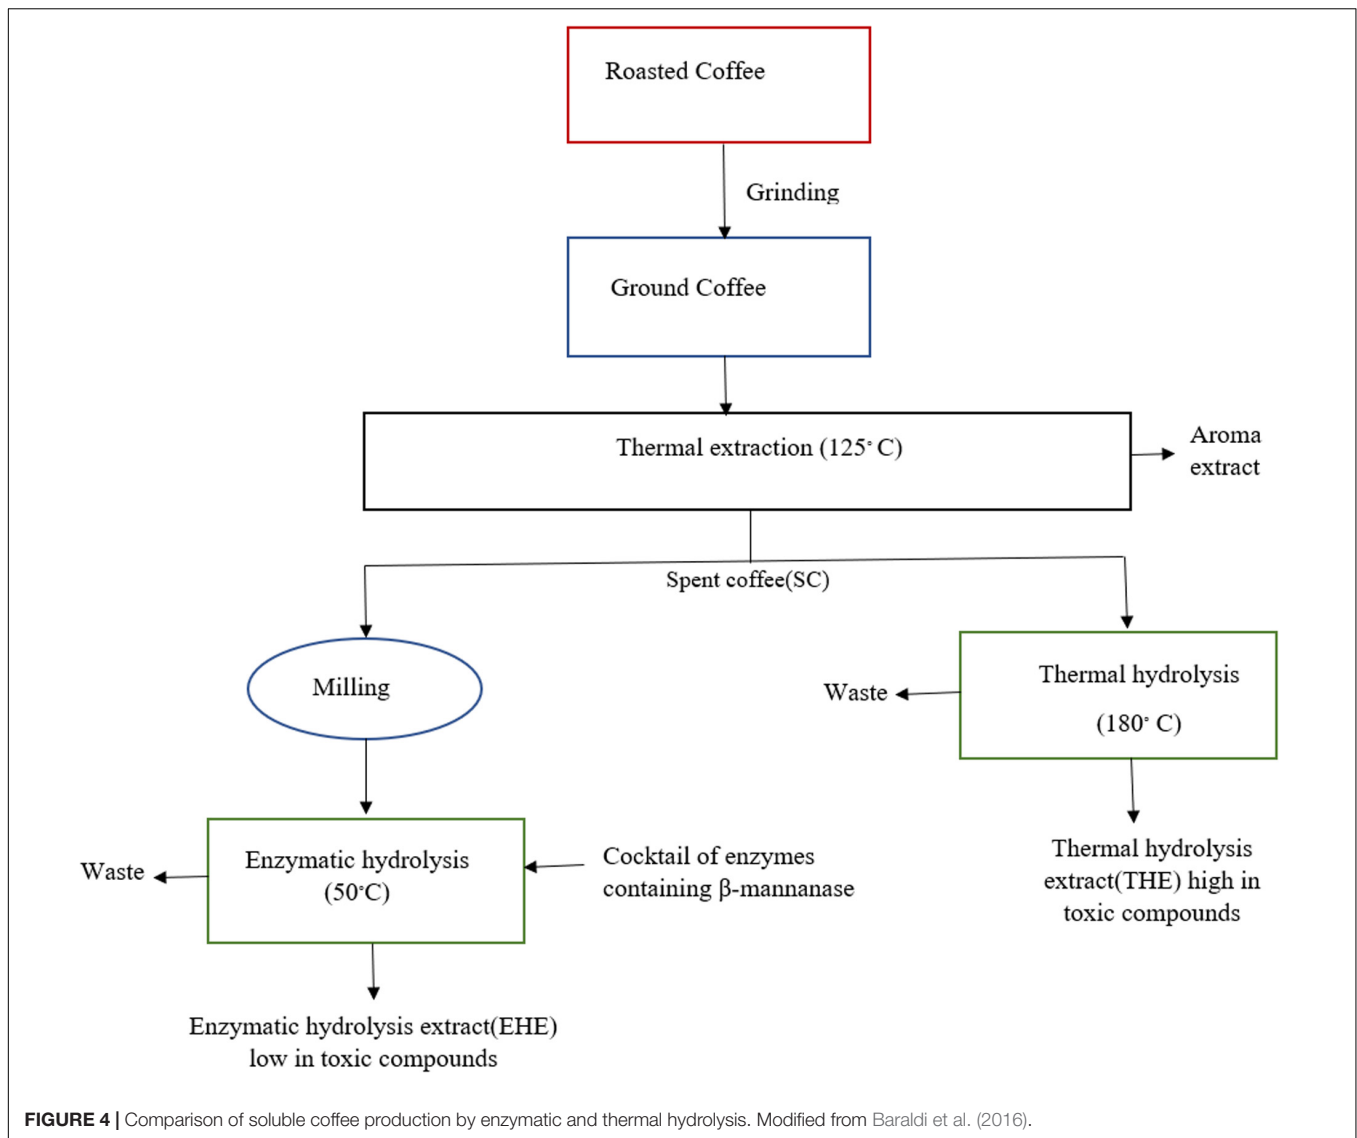 Roasted Coffee
Grinding
Ground Coffee
Thermal extraction (125° C)
Aroma
extract
Spent coffee(SC)
Milling
Waste
Thermal hydrolysis
(180° C)
Waste
Enzymatic hydrolysis
(50°C)
Cocktail of enzymes
containing β-mannanase
Thermal hydrolysis
extract(THE) high in
toxic compounds
Enzymatic hydrolysis extract(EHE)
low in toxic compounds
FIGURE 4 | Comparison of soluble coffee production by enzymatic and thermal hydrolysis. Modified from Baraldi et al. (2016).